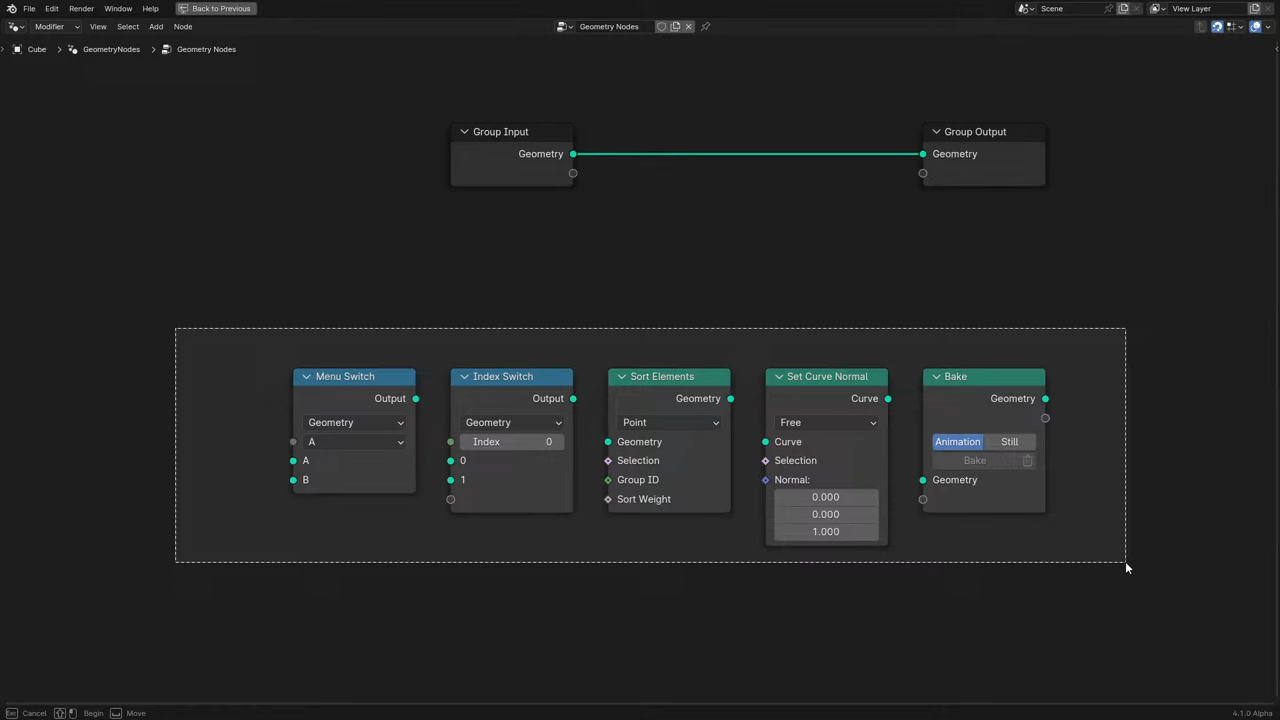 File Edit Render Window Help Back to Previous Scene View Layer
Modifier View Select Add Node Geometry Nodes
Cube GeometryNodes Geometry Nodes
Group Input
Geometry
Group Output
Geometry
Menu Switch
Output
Geometry
A
A
B
Index Switch
Output
Geometry
Index 0
0
1
Sort Elements
Geometry
Point
Geometry
Selection
Group ID
Sort Weight
Set Curve Normal
Curve
Free
Curve
Selection
Normal:
0.000
0.000
1.000
Bake
Geometry
Animation Still
Bake
Geometry
Cancel Begin Move 4.1.0 Alpha